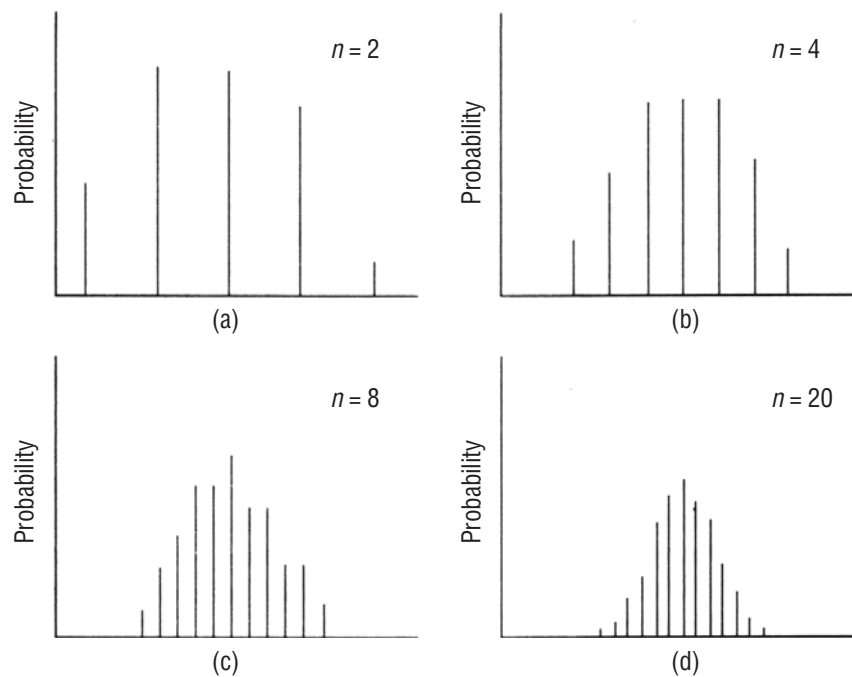 n = 2
Probability
(a)
n = 4
Probability
(b)
n = 8
Probability
(c)
n = 20
Probability
(d)